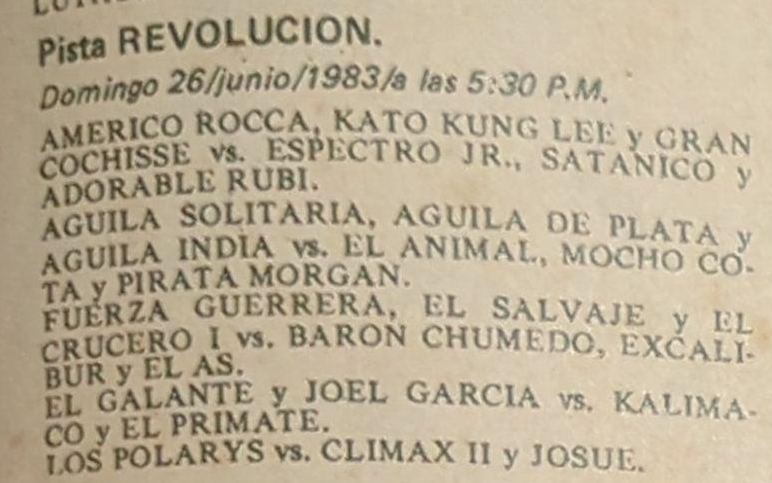 Pista REVOLUCION.
Domingo 26/junio/1983/a las 5:30 P.M.
AMERICO ROCCA, KATO KUNG LEE y GRAN
COCHISSE vs. ESPECTRO JR., SATANICO y
ADORABLE RUBI.
AGUILA SOLITARIA, AGUILA DE PLATA y
AGUILA INDIA vs. EL ANIMAL, MOCHO CO-
TA y PIRATA MORGAN.
FUERZA GUERRERA, EL SALVAJE y EL
CRUCERO I vs. BARON CHUMEDO, EXCALI-
BUR y EL AS.
EL GALANTE y JOEL GARCIA vs. KALIMA-
CO y EL PRIMATE.
LOS POLARYS vs. CLIMAX II y JOSUE.